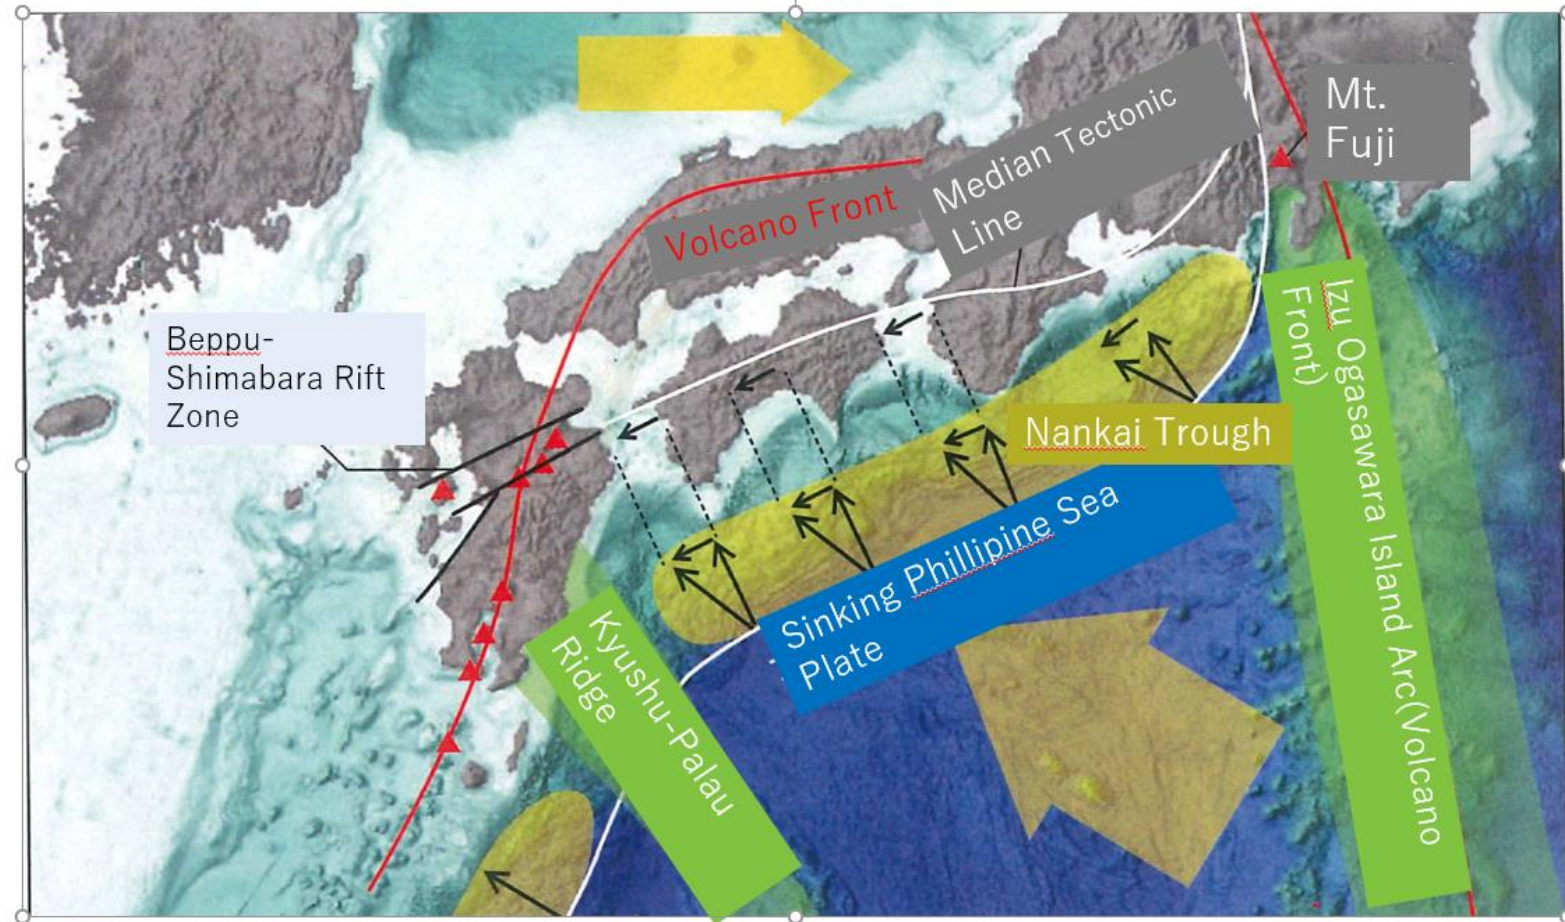 Mt.
Fuji
Median Tectonic
Line
Volcano Front
Beppu-
Shimabara Rift
Zone
Izu Ogasawara Island Arc(Volcano
Front)
Nankai Trough
Sinking Phillipine Sea
Plate
Kyushu-Palau
Ridge